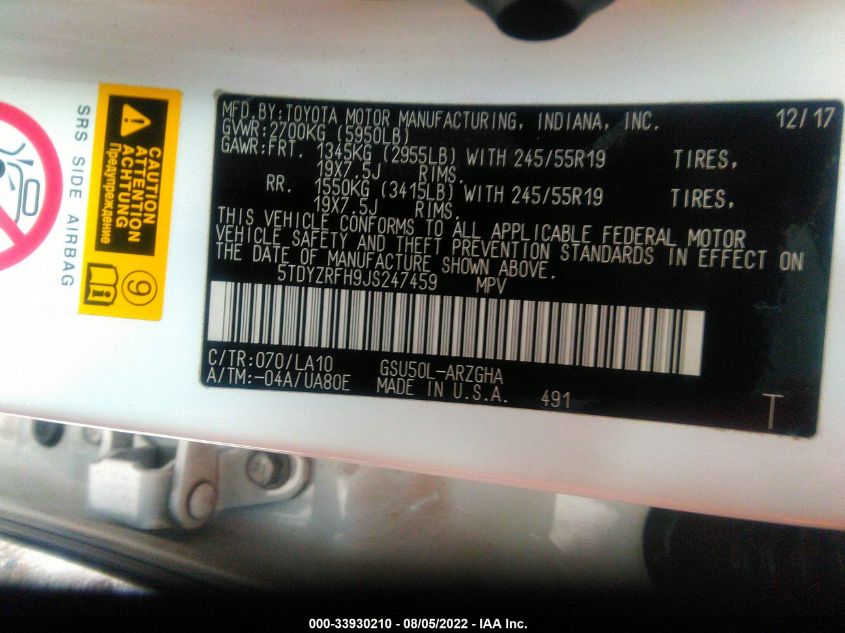 SRS SIDE AIRBAG
CAUTION
ATTENTION
ACHTUNG
Предупреждение
9
MFD.BY:TOYOTA MOTOR MANUFACTURING, INDIANA, INC. 12/17
GVWR:2700KG (5950LB)
GAWR:FRT. 1345KG (2955LB) WITH 245/55R19 TIRES,
19X7.5J RIMS.
RR. 1550KG (3415LB) WITH 245/55R19 TIRES,
19X7.5J RIMS.
THIS VEHICLE CONFORMS TO ALL APPLICABLE FEDERAL MOTOR
VEHICLE SAFETY AND THEFT PREVENTION STANDARDS IN EFFECT ON
THE DATE OF MANUFACTURE SHOWN ABOVE.
5TDYZRFH9JS247459 MPV
C/TR:070/LA10 GSU50L-ARZGHA
A/TM:-04A/UA80E MADE IN U.S.A. 491 T
000-33930210 - 08/05/2022 - IAA Inc.